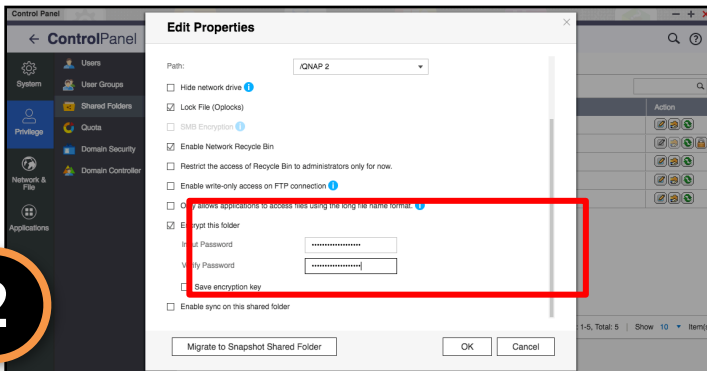 Control Panel
ControlPanel
Edit Properties
System
Privilege
Network &
File
Applications
Users
User Groups
Shared Folders
Quota
Domain Security
Domain Controller
Path:
/QNAP 2
Hide network drive
Lock File (Oplocks)
SMB Encryption
Enable Network Recycle Bin
Restrict the access of Recycle Bin to administrators only for now.
Enable write-only access on FTP connection
Only allows applications to access files using the long file name format.
Encrypt this folder
Input Password
Verify Password
Save encryption key
Enable sync on this shared folder
Migrate to Snapshot Shared Folder
OK
Cancel
Action
1-5, Total: 5 | Show 10 Item(s
2